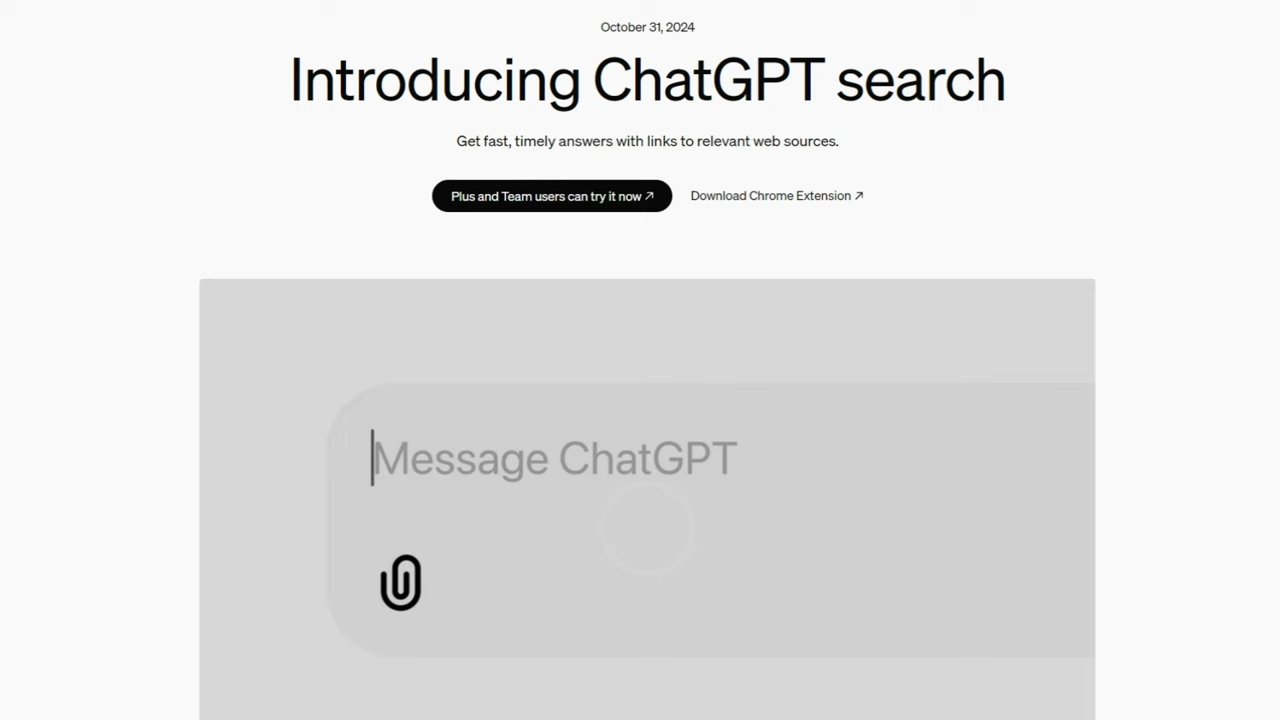 October 31, 2024
Introducing ChatGPT search
Get fast, timely answers with links to relevant web sources.
Plus and Team users can try it now ↗
Download Chrome Extension ↗
Message ChatGPT